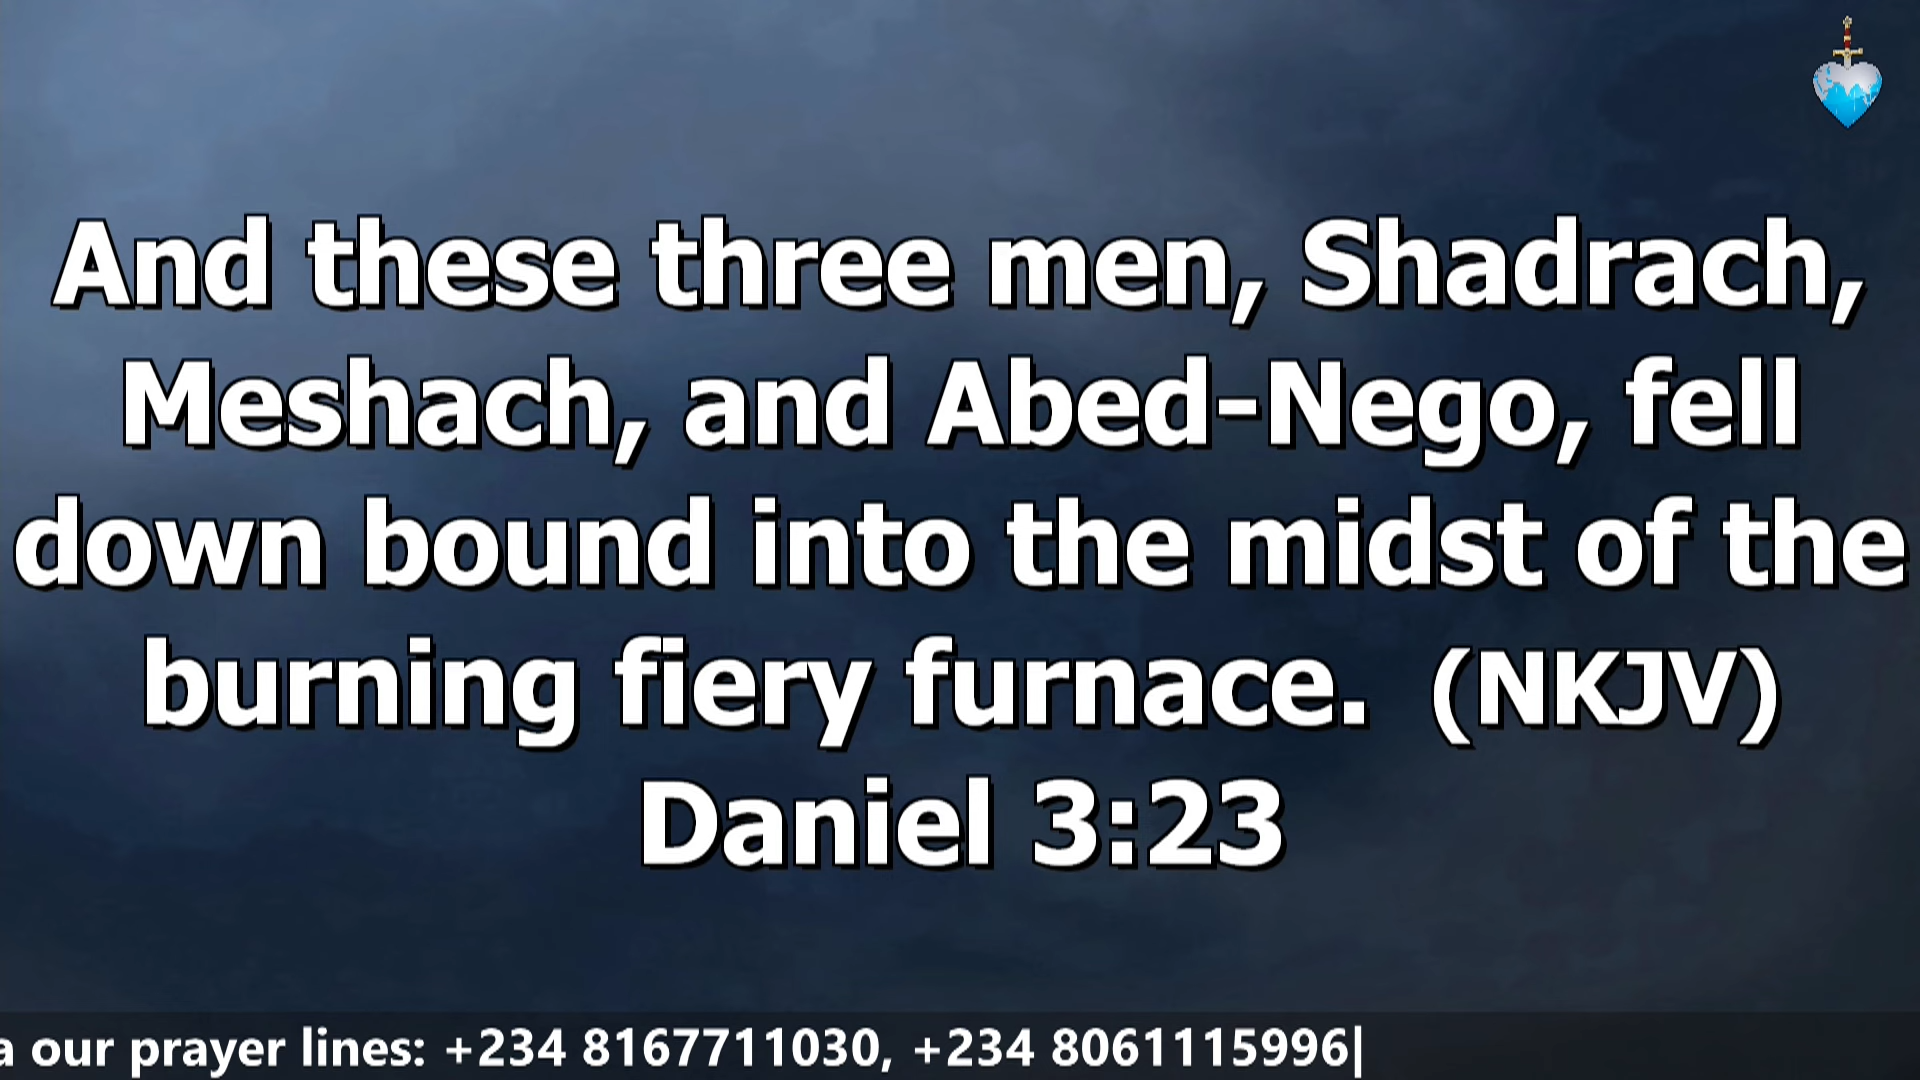 And these three men, Shadrach,
Meshach, and Abed-Nego, fell
down bound into the midst of the
burning fiery furnace.  (NKJV)
Daniel 3:23
a our prayer lines: +234 8167711030, +234 8061115996|